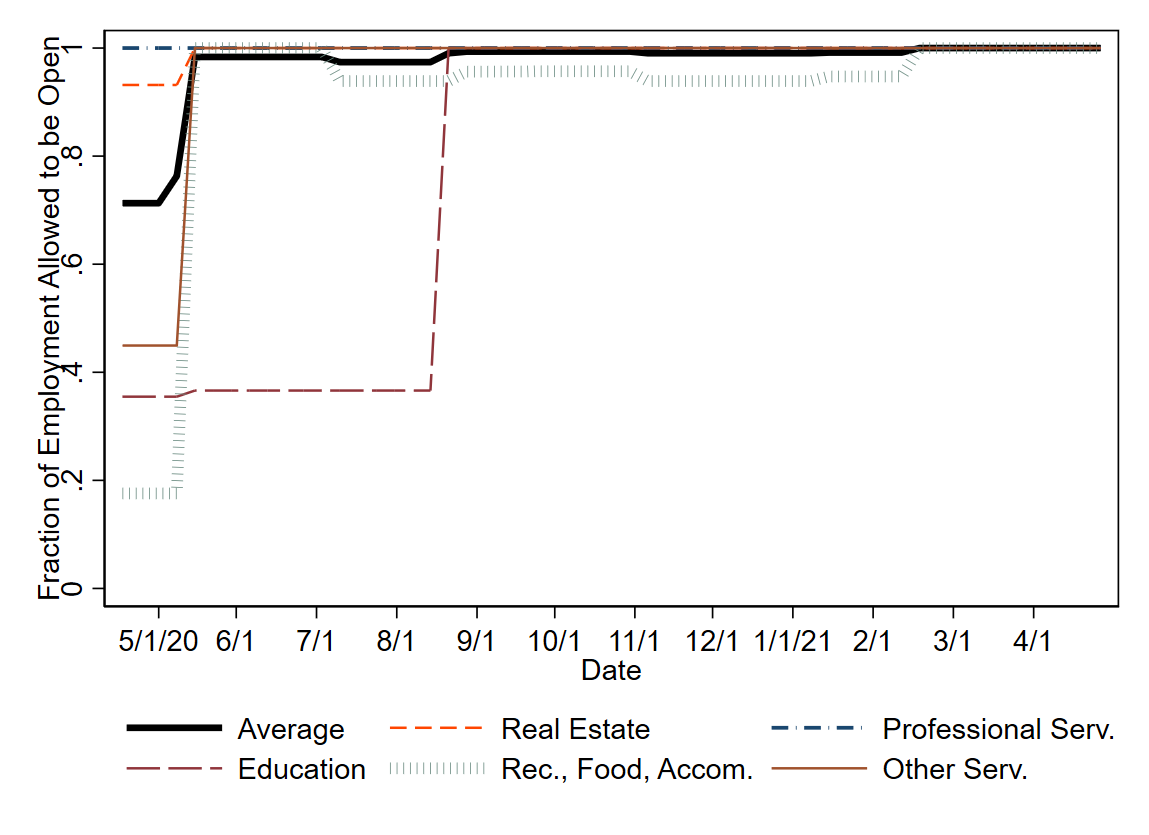 Fraction of Employment Allowed to be Open
1
.8
.6
.4
.2
0
5/1/20 6/1 7/1 8/1 9/1 10/1 11/1 12/1 1/1/21 2/1 3/1 4/1
Date
Average Real Estate Professional Serv.
Education Rec., Food, Accom. Other Serv.